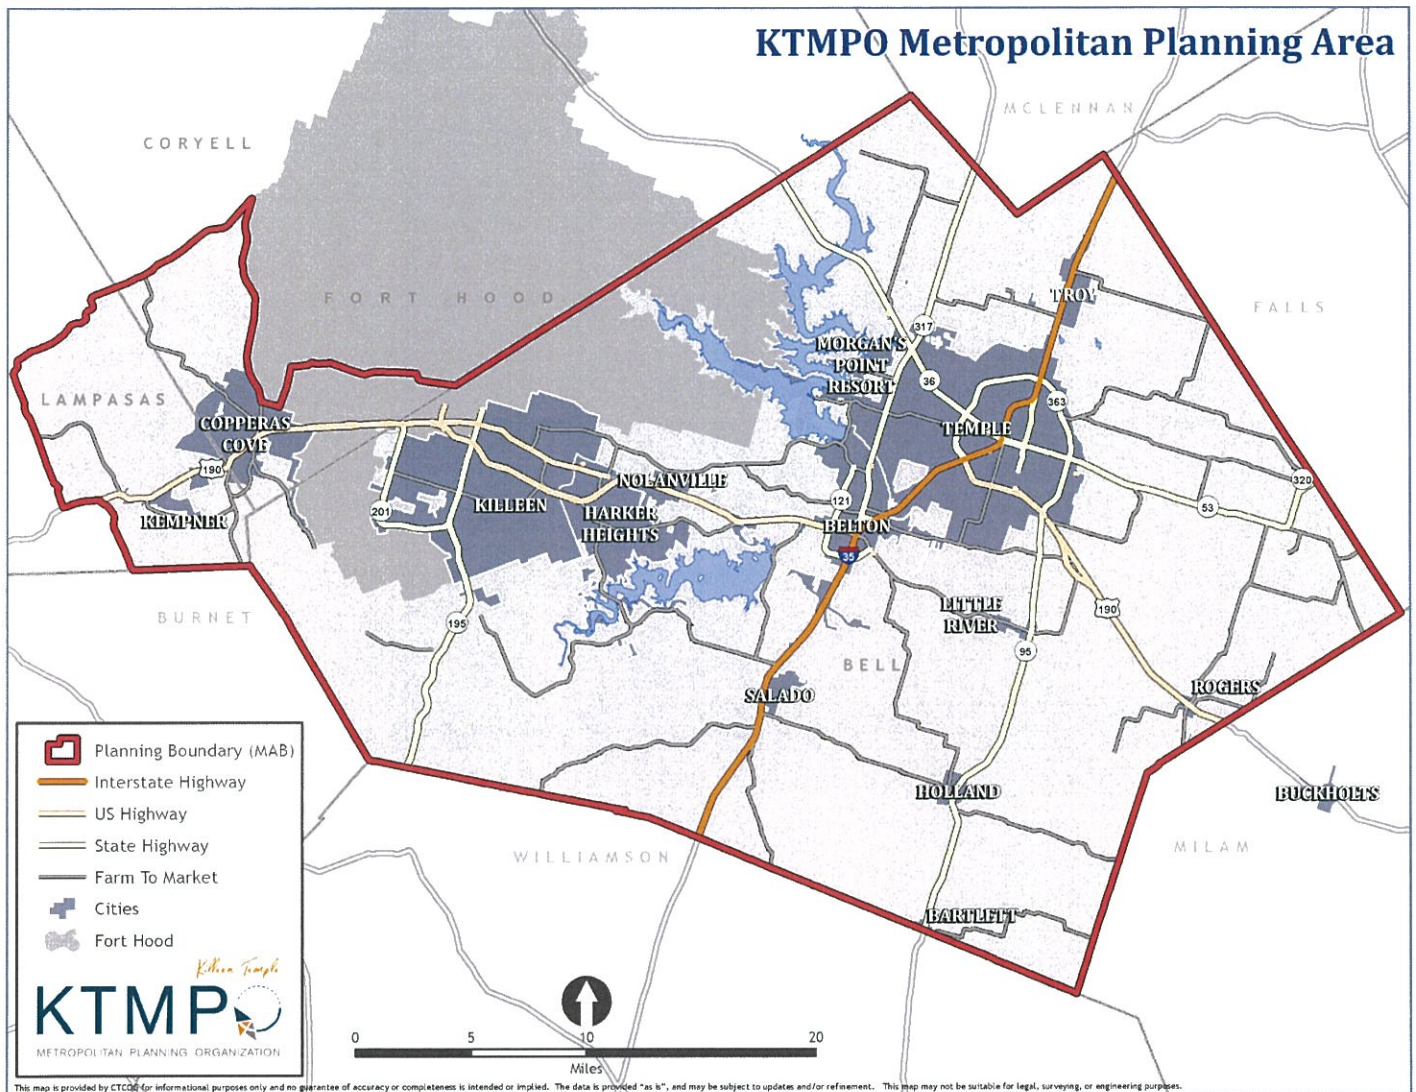 KTMPO Metropolitan Planning Area
MCLENNAN
CORYELL
FORT HOOD
FALLS
TROY
317
MORGAN'S
POINT
RESORT
36
363
LAMPASAS
COPPERAS
COVE
TEMPLE
190
NOLANVILLE
320
KEMPNER
201
KILLEEN
HARKER
HEIGHTS
121
BELTON
53
35
BURNET
195
LITTLE
RIVER
190
95
BELL
SALADO
ROGERS
HOLLAND
BUCKHOLTS
WILLIAMSON
MILAM
BARTLETT
Planning Boundary (MAB)
Interstate Highway
US Highway
State Highway
Farm To Market
Cities
Fort Hood
Killeen Temple
KTMPO
METROPOLITAN PLANNING ORGANIZATION
0 5 10 20
Miles
This map is provided by CTCOG for informational purposes only and no guarantee of accuracy or completeness is intended or implied. The data is provided "as is", and may be subject to updates and/or refinement. This map may not be suitable for legal, surveying, or engineering purposes.